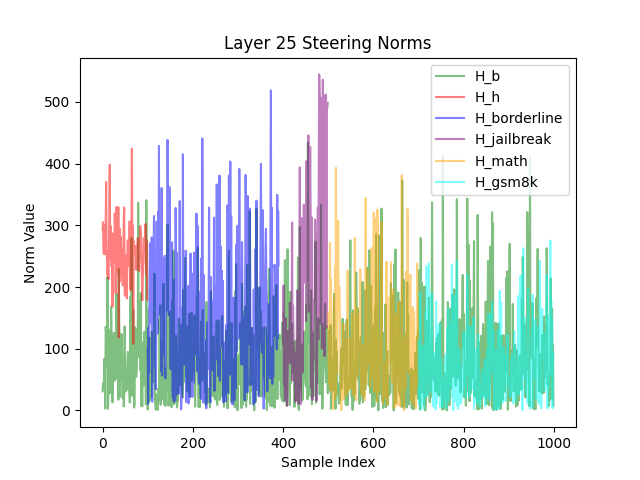 Layer 25 Steering Norms
Norm Value
500
400
300
200
100
0
H_b
H_h
H_borderline
H_jailbreak
H_math
H_gsm8k
0
200
400
600
800
1000
Sample Index